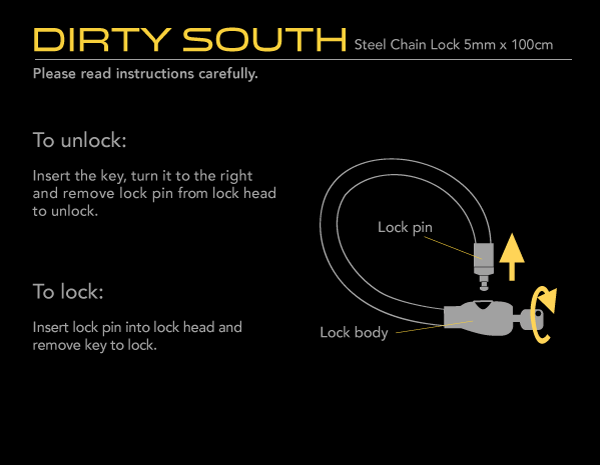 DIRTY SOUTH Steel Chain Lock 5mm x 100cm
Please read instructions carefully.
To unlock:
Insert the key, turn it to the right
and remove lock pin from lock head
to unlock.
Lock pin
To lock:
Insert lock pin into lock head and
remove key to lock.
Lock body